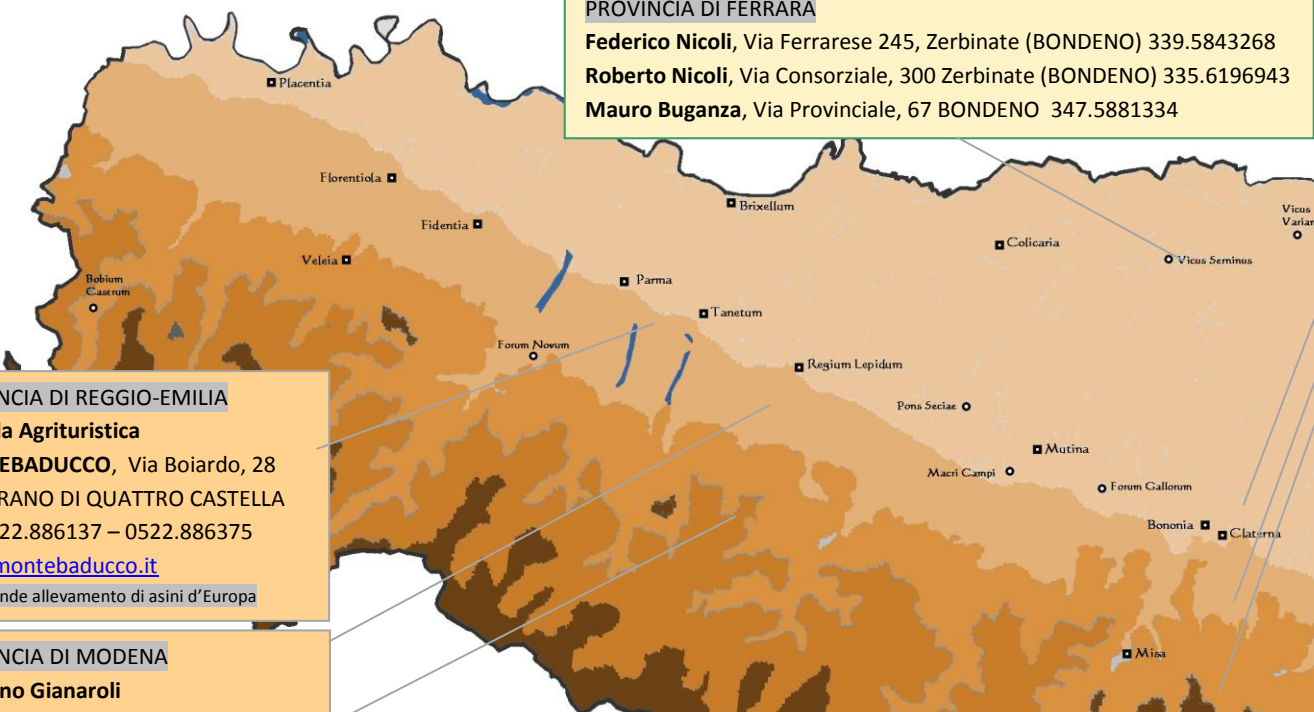 PROVINCIA DI FERRARA
Federico Nicoli, Via Ferrarese 245, Zerbinate (BONDENO) 339.5843268
Roberto Nicoli, Via Consorziale, 300 Zerbinate (BONDENO) 335.6196943
Mauro Buganza, Via Provinciale, 67 BONDENO 347.5881334
Placentia
Florentiola
Fidentia
Brixellum
Vicus
Varian
Colicaria
Vicus Serninus
Veleia
Bobium
Castrum
Parma
Tanetum
Forum Novum
Regium Lepidum
Pons Seciae
Mutina
Macri Campi
Forum Gallorum
Bononia
Claterna
Misa
NCIA DI REGGIO-EMILIA
da Agrituristica
EBADUCCO, Via Boiardo, 28
RANO DI QUATTRO CASTELLA
22.886137 – 0522.886375
montebaducco.it
nde allevamento di asini d'Europa
NCIA DI MODENA
no Gianaroli